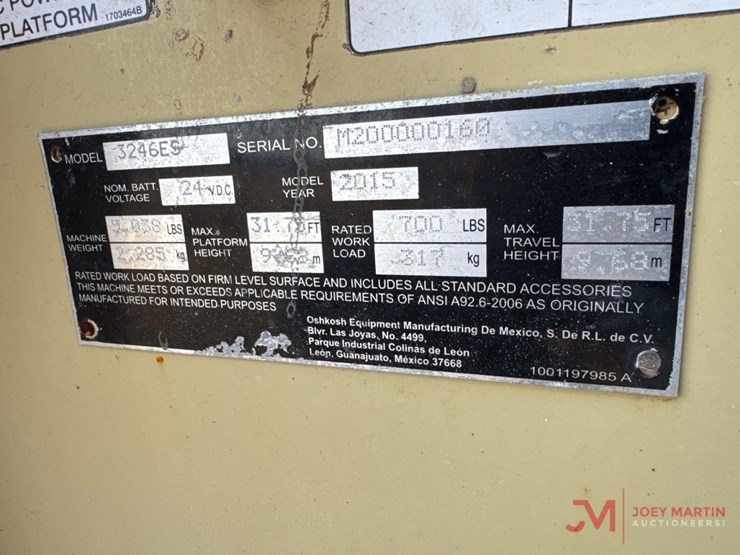 PLATFORM 1703464B
MODEL 3246ES SERIAL NO. M200000160
NOM. BATT. VOLTAGE 24 V.D.C MODEL YEAR 2015
MACHINE WEIGHT LBS kg
MAX. PLATFORM HEIGHT 31.75 FT m
RATED WORK LOAD 700 LBS 317 kg
MAX. TRAVEL HEIGHT 31.75 FT 9.68 m
RATED WORK LOAD BASED ON FIRM LEVEL SURFACE AND INCLUDES ALL STANDARD ACCESSORIES
THIS MACHINE MEETS OR EXCEEDS APPLICABLE REQUIREMENTS OF ANSI A92.6-2006 AS ORIGINALLY
MANUFACTURED FOR INTENDED PURPOSES
Oshkosh Equipment Manufacturing De Mexico, S. De R.L. de C.V.
Blvr. Las Joyas, No. 4499,
Parque Industrial Colinas de León
León, Guanajuato, México 37668
1001197985 A
JM JOEY MARTIN
AUCTIONEERS